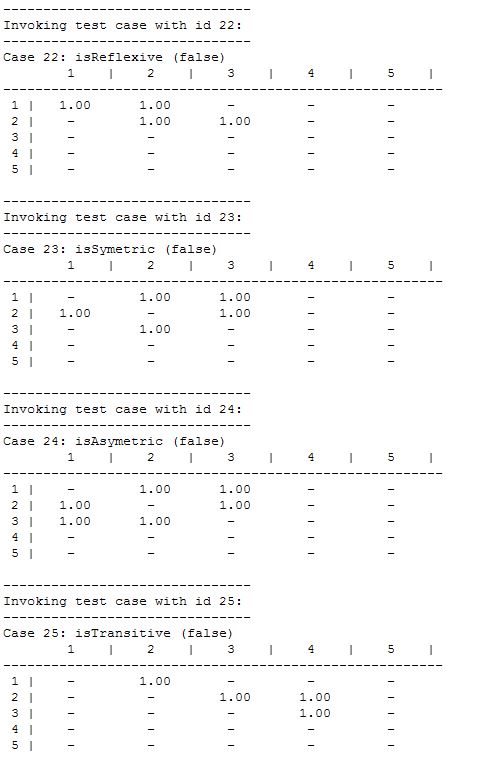 -------------------------------
Invoking test case with id 22:
-------------------------------
Case 22: isReflexive (false)
        1    |    2    |    3    |    4    |    5    |
-------------------------------------------------------
 1 |   1.00      1.00       -         -         -
 2 |    -        1.00      1.00       -         -
 3 |    -         -         -         -         -
 4 |    -         -         -         -         -
 5 |    -         -         -         -         -

-------------------------------
Invoking test case with id 23:
-------------------------------
Case 23: isSymetric (false)
        1    |    2    |    3    |    4    |    5    |
-------------------------------------------------------
 1 |    -        1.00      1.00       -         -
 2 |   1.00       -        1.00       -         -
 3 |    -        1.00       -         -         -
 4 |    -         -         -         -         -
 5 |    -         -         -         -         -

-------------------------------
Invoking test case with id 24:
-------------------------------
Case 24: isAsymetric (false)
        1    |    2    |    3    |    4    |    5    |
-------------------------------------------------------
 1 |    -        1.00      1.00       -         -
 2 |   1.00       -        1.00       -         -
 3 |   1.00      1.00       -         -         -
 4 |    -         -         -         -         -
 5 |    -         -         -         -         -

-------------------------------
Invoking test case with id 25:
-------------------------------
Case 25: isTransitive (false)
        1    |    2    |    3    |    4    |    5    |
-------------------------------------------------------
 1 |    -        1.00       -         -         -
 2 |    -         -        1.00      1.00       -
 3 |    -         -         -        1.00       -
 4 |    -         -         -         -         -
 5 |    -         -         -         -         -